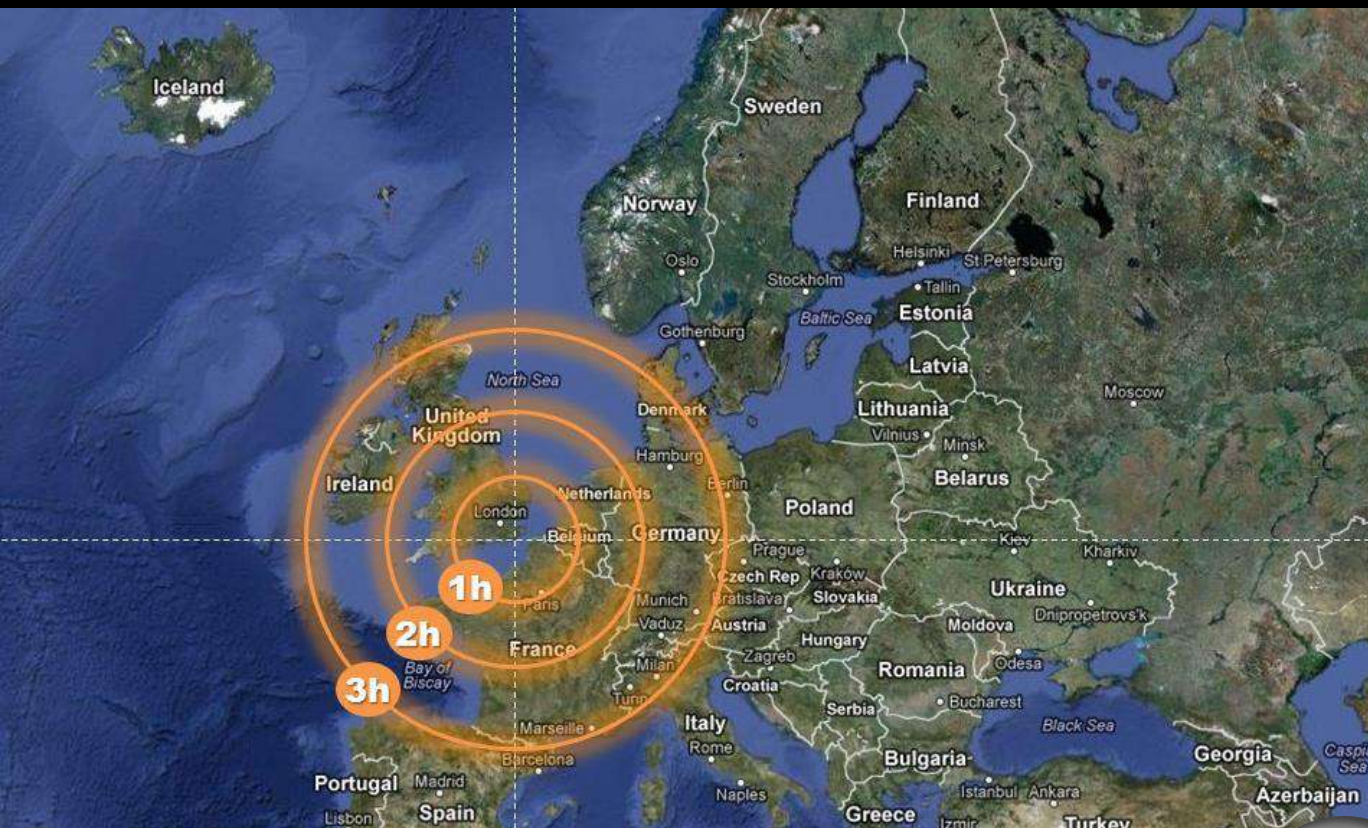 Iceland
Sweden
Norway
Finland
Oslo
Helsinki
St Petersburg
Stockholm
Tallin
Baltic Sea
Estonia
Gothenburg
Latvia
North Sea
Moscow
Denmark
Lithuania
United
Kingdom
Vilnius
Minsk
Hamburg
Belarus
Ireland
Berlin
Netherlands
Poland
London
Germany
Belgium
Kiev
Prague
Kharkiv
Czech Rep
Kraków
1h
Ukraine
Paris
Munich
Bratislava
Slovakia
Dnipropetrovs'k
Vaduz
Austria
Moldova
2h
Hungary
France
Zagreb
Milan
Odesa
Bay of
Biscay
Romania
3h
Croatia
Turin
Bucharest
Serbia
Italy
Marseille
Black Sea
Rome
Georgia
Barcelona
Bulgaria
Portugal
Madrid
Naples
Istanbul
Ankara
Azerbaijan
Spain
Greece
Lisbon